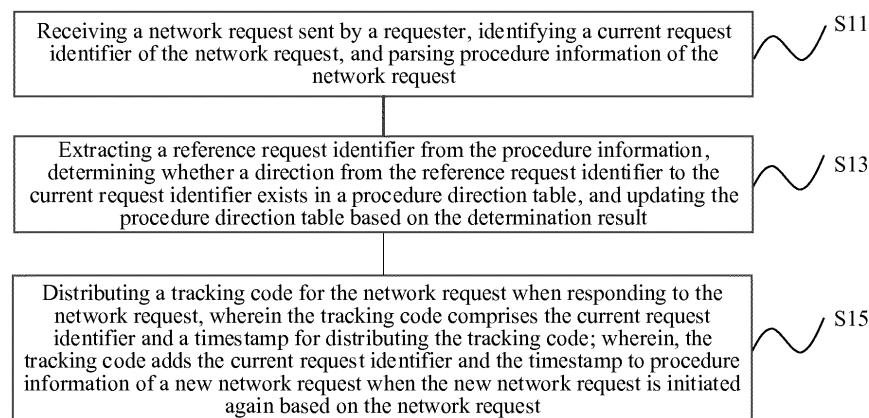 Receiving a network request sent by a requester, identifying a current request
identifier of the network request, and parsing procedure information of the
network request
S11
Extracting a reference request identifier from the procedure information,
determining whether a direction from the reference request identifier to the
current request identifier exists in a procedure direction table, and updating the
procedure direction table based on the determination result
S13
Distributing a tracking code for the network request when responding to the
network request, wherein the tracking code comprises the current request
identifier and a timestamp for distributing the tracking code; wherein, the
tracking code adds the current request identifier and the timestamp to procedure
information of a new network request when the new network request is initiated
again based on the network request
S15